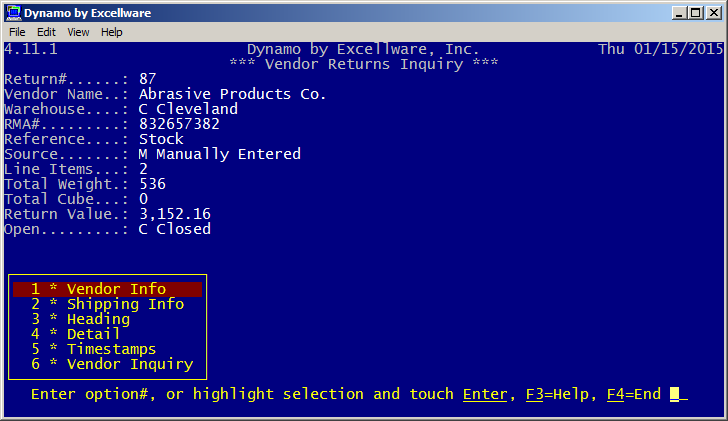 Dynamo by Excellware
File Edit View Help
4.11.1 Dynamo by Excellware, Inc. Thu 01/15/2015
*** Vendor Returns Inquiry ***
Return#......: 87
Vendor Name..: Abrasive Products Co.
Warehouse....: C Cleveland
RMA#.........: 832657382
Reference....: Stock
Source.......: M Manually Entered
Line Items...: 2
Total Weight.: 536
Total Cube...: 0
Return Value.: 3,152.16
Open.........: C Closed
1 * Vendor Info
2 * Shipping Info
3 * Heading
4 * Detail
5 * Timestamps
6 * Vendor Inquiry
Enter option#, or highlight selection and touch Enter, F3=Help, F4=End